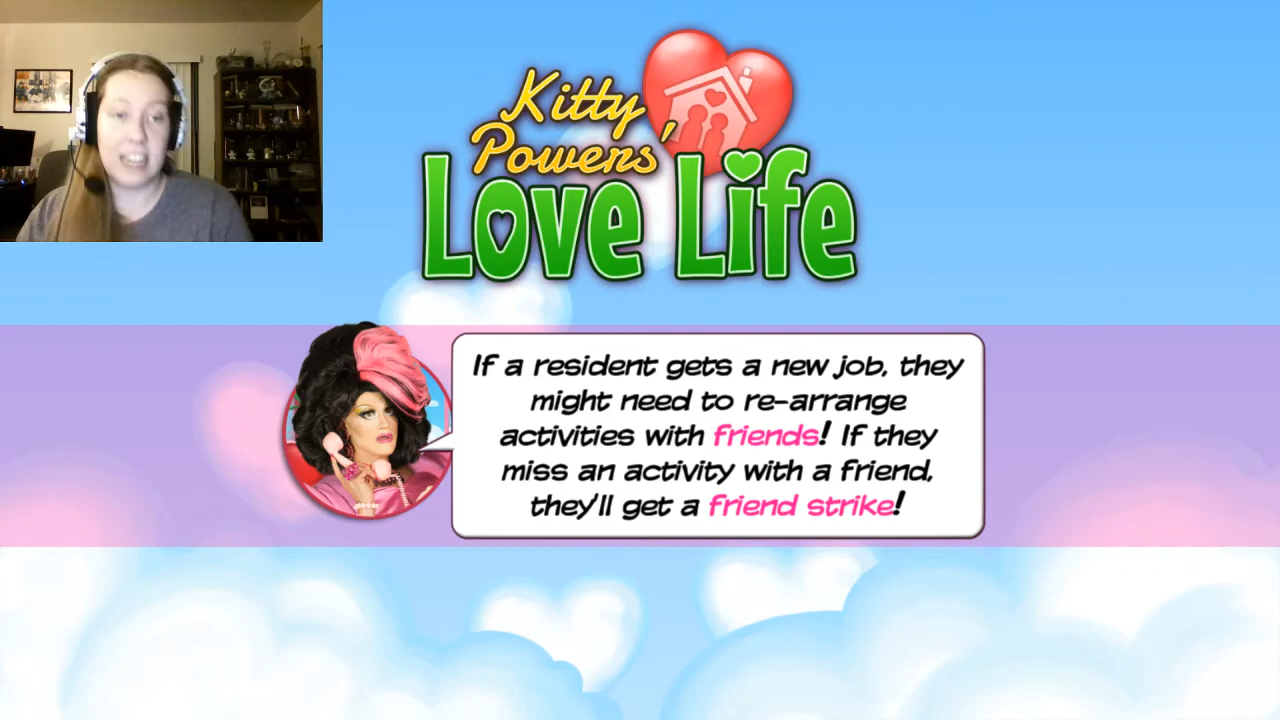 Kitty
Powers'
Love Life
If a resident gets a new job, they
might need to re-arrange
activities with friends! If they
miss an activity with a friend,
they'll get a friend strike!